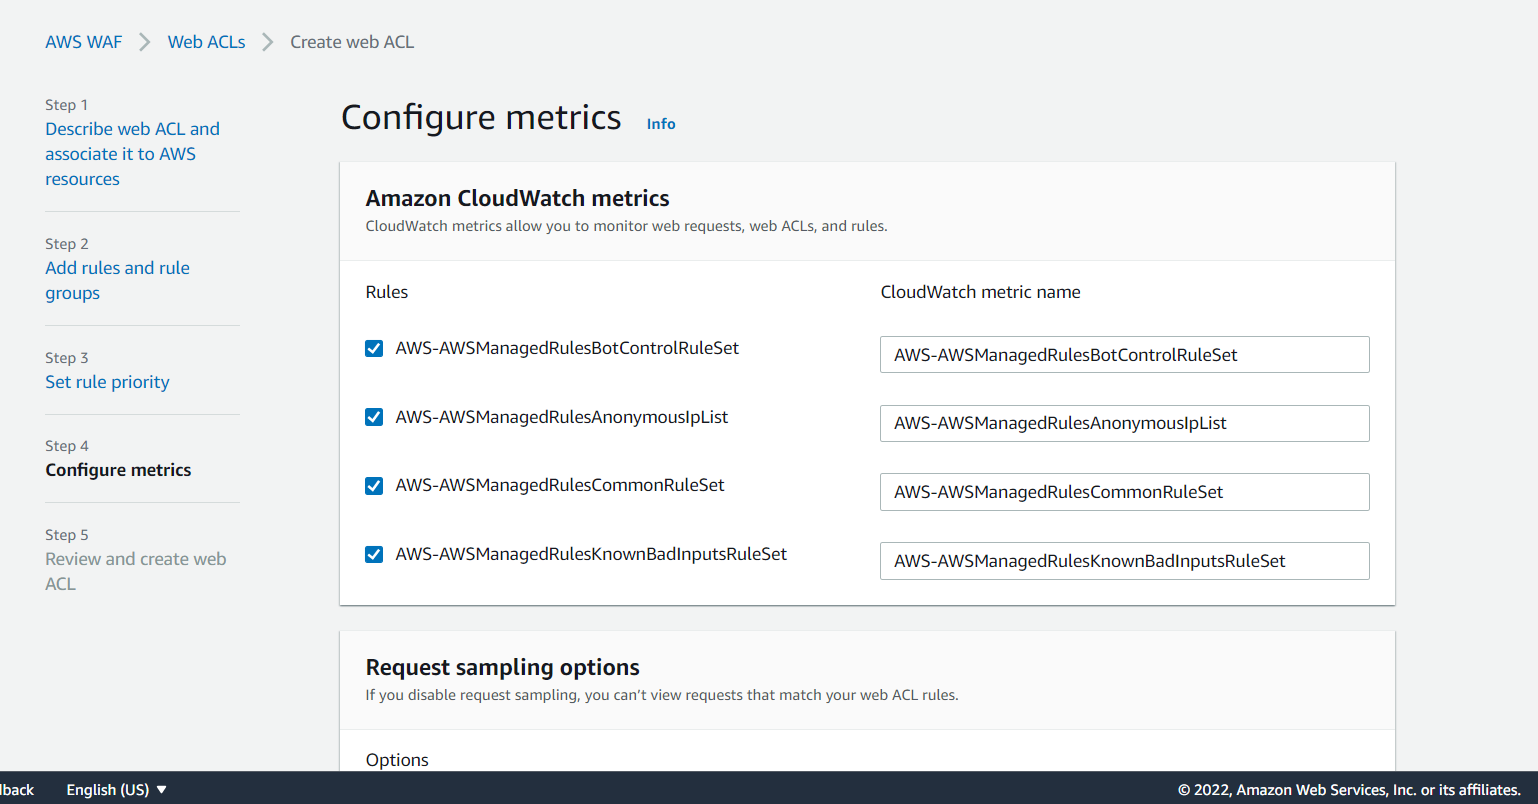 AWS WAF > Web ACLs > Create web ACL
Step 1
Describe web ACL and
associate it to AWS
resources
Step 2
Add rules and rule
groups
Step 3
Set rule priority
Step 4
Configure metrics
Step 5
Review and create web
ACL
Configure metrics Info
Amazon CloudWatch metrics
CloudWatch metrics allow you to monitor web requests, web ACLs, and rules.
Rules CloudWatch metric name
AWS-AWSManagedRulesBotControlRuleSet AWS-AWSManagedRulesBotControlRuleSet
AWS-AWSManagedRulesAnonymousIpList AWS-AWSManagedRulesAnonymousIpList
AWS-AWSManagedRulesCommonRuleSet AWS-AWSManagedRulesCommonRuleSet
AWS-AWSManagedRulesKnownBadInputsRuleSet AWS-AWSManagedRulesKnownBadInputsRuleSet
Request sampling options
If you disable request sampling, you can't view requests that match your web ACL rules.
Options
English (US) © 2022, Amazon Web Services, Inc. or its affiliates.